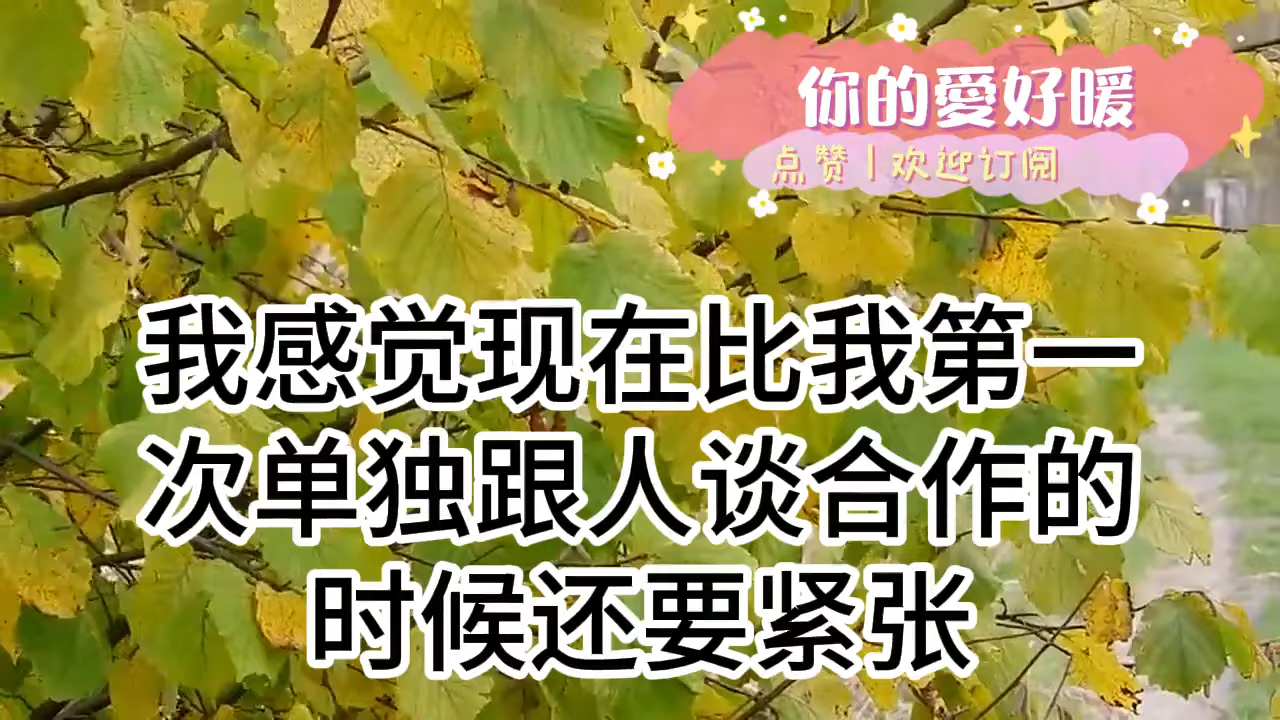 你的愛好暖
点赞 | 欢迎订阅
我感觉现在比我第一
次单独跟人谈合作的
时候还要紧张